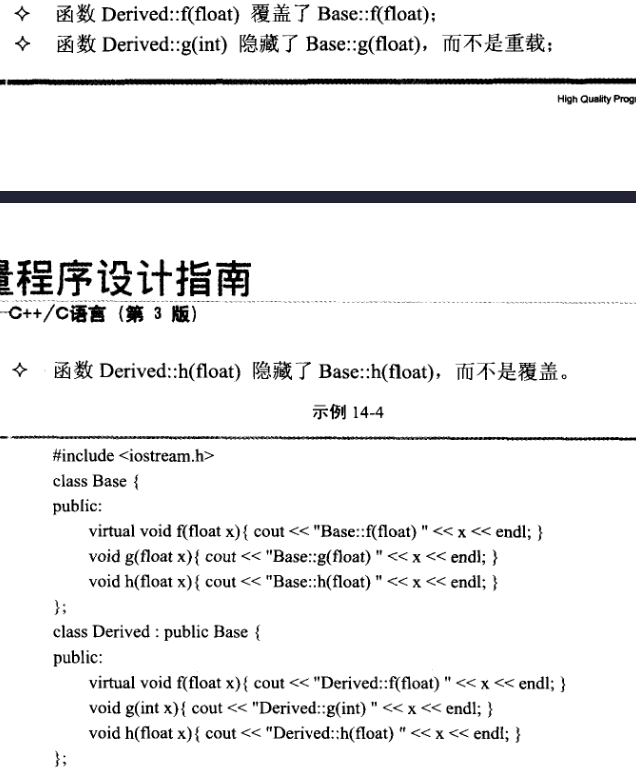 ✧ 函数 Derived::f(float) 覆盖了 Base::f(float);
✧ 函数 Derived::g(int) 隐藏了 Base::g(float)，而不是重载;
High Quality Prog
量程序设计指南
—C++/C语言（第 3 版）
✧ 函数 Derived::h(float) 隐藏了 Base::h(float)，而不是覆盖。
示例 14-4
#include <iostream.h>
class Base {
public:
virtual void f(float x){ cout << "Base::f(float) " << x << endl; }
void g(float x){ cout << "Base::g(float) " << x << endl; }
void h(float x){ cout << "Base::h(float) " << x << endl; }
};
class Derived : public Base {
public:
virtual void f(float x){ cout << "Derived::f(float) " << x << endl; }
void g(int x){ cout << "Derived::g(int) " << x << endl; }
void h(float x){ cout << "Derived::h(float) " << x << endl; }
};